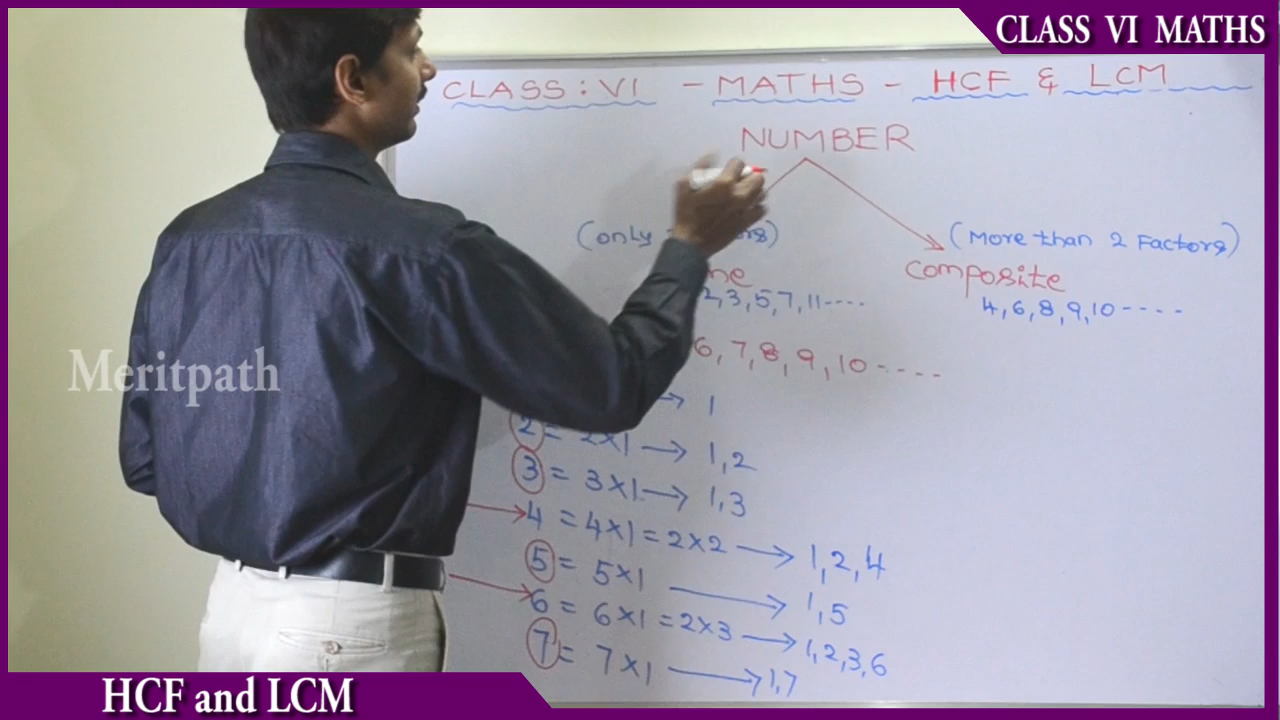 CLASS VI MATHS
CLASS : VI - MATHS - HCF & LCM
NUMBER
(only
(More than 2 Factors)
Composite
2, 3, 5, 7, 11 ----
4, 6, 8, 9, 10 ----
6, 7, 8, 9, 10 ----
Meritpath
→ 1
2 = 2×1 → 1, 2
3 = 3×1 → 1, 3
4 = 4×1 = 2×2 → 1, 2, 4
5 = 5×1 → 1, 5
6 = 6×1 = 2×3 → 1, 2, 3, 6
7 = 7×1 → 1, 7
HCF and LCM